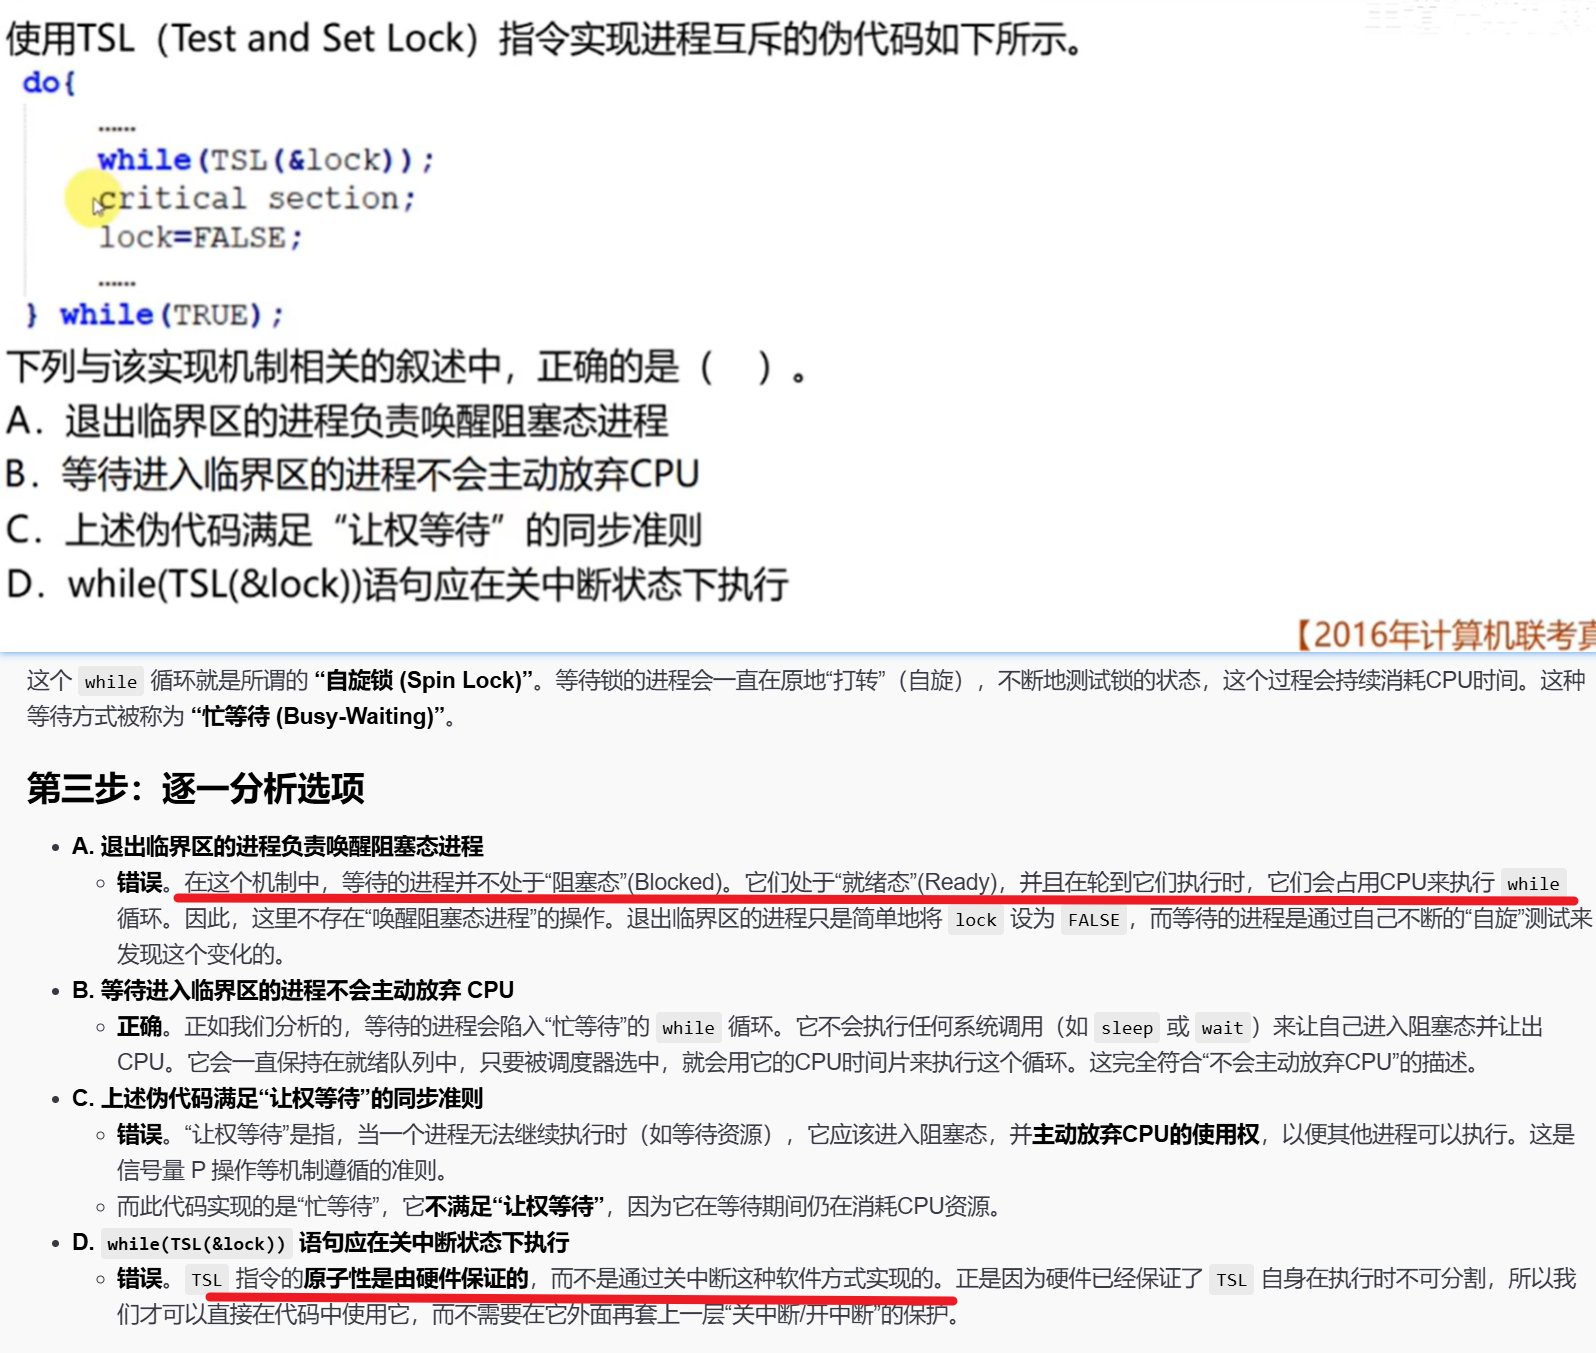 使用TSL（Test and Set Lock）指令实现进程互斥的伪代码如下所示。
do{
......
while(TSL(&lock));
critical section;
lock=FALSE;
......
} while(TRUE);
下列与该实现机制相关的叙述中，正确的是（　）。
A．退出临界区的进程负责唤醒阻塞态进程
B．等待进入临界区的进程不会主动放弃CPU
C．上述伪代码满足“让权等待”的同步准则
D．while(TSL(&lock))语句应在关中断状态下执行
【2016年计算机联考真
这个 while 循环就是所谓的 “自旋锁 (Spin Lock)”。等待锁的进程会一直在原地“打转”（自旋），不断地测试锁的状态，这个过程会持续消耗CPU时间。这种
等待方式被称为 “忙等待 (Busy-Waiting)”。
第三步：逐一分析选项
• A. 退出临界区的进程负责唤醒阻塞态进程
○ 错误。在这个机制中，等待的进程并不处于“阻塞态”(Blocked)。它们处于“就绪态”(Ready)，并且在轮到它们执行时，它们会占用CPU来执行 while
循环。因此，这里不存在“唤醒阻塞态进程”的操作。退出临界区的进程只是简单地将 lock 设为 FALSE，而等待的进程是通过自己不断的“自旋”测试来
发现这个变化的。
• B. 等待进入临界区的进程不会主动放弃 CPU
○ 正确。正如我们分析的，等待的进程会陷入“忙等待”的 while 循环。它不会执行任何系统调用（如 sleep 或 wait）来让自己进入阻塞态并让出
CPU。它会一直保持在就绪队列中，只要被调度器选中，就会用它的CPU时间片来执行这个循环。这完全符合“不会主动放弃CPU”的描述。
• C. 上述伪代码满足“让权等待”的同步准则
○ 错误。“让权等待”是指，当一个进程无法继续执行时（如等待资源），它应该进入阻塞态，并主动放弃CPU的使用权，以便其他进程可以执行。这是
信号量 P 操作等机制遵循的准则。
○ 而此代码实现的是“忙等待”，它不满足“让权等待”，因为它在等待期间仍在消耗CPU资源。
• D. while(TSL(&lock)) 语句应在关中断状态下执行
○ 错误。TSL 指令的原子性是由硬件保证的，而不是通过关中断这种软件方式实现的。正是因为硬件已经保证了 TSL 自身在执行时不可分割，所以我
们才可以直接在代码中使用它，而不需要在它外面再套上一层“关中断/开中断”的保护。